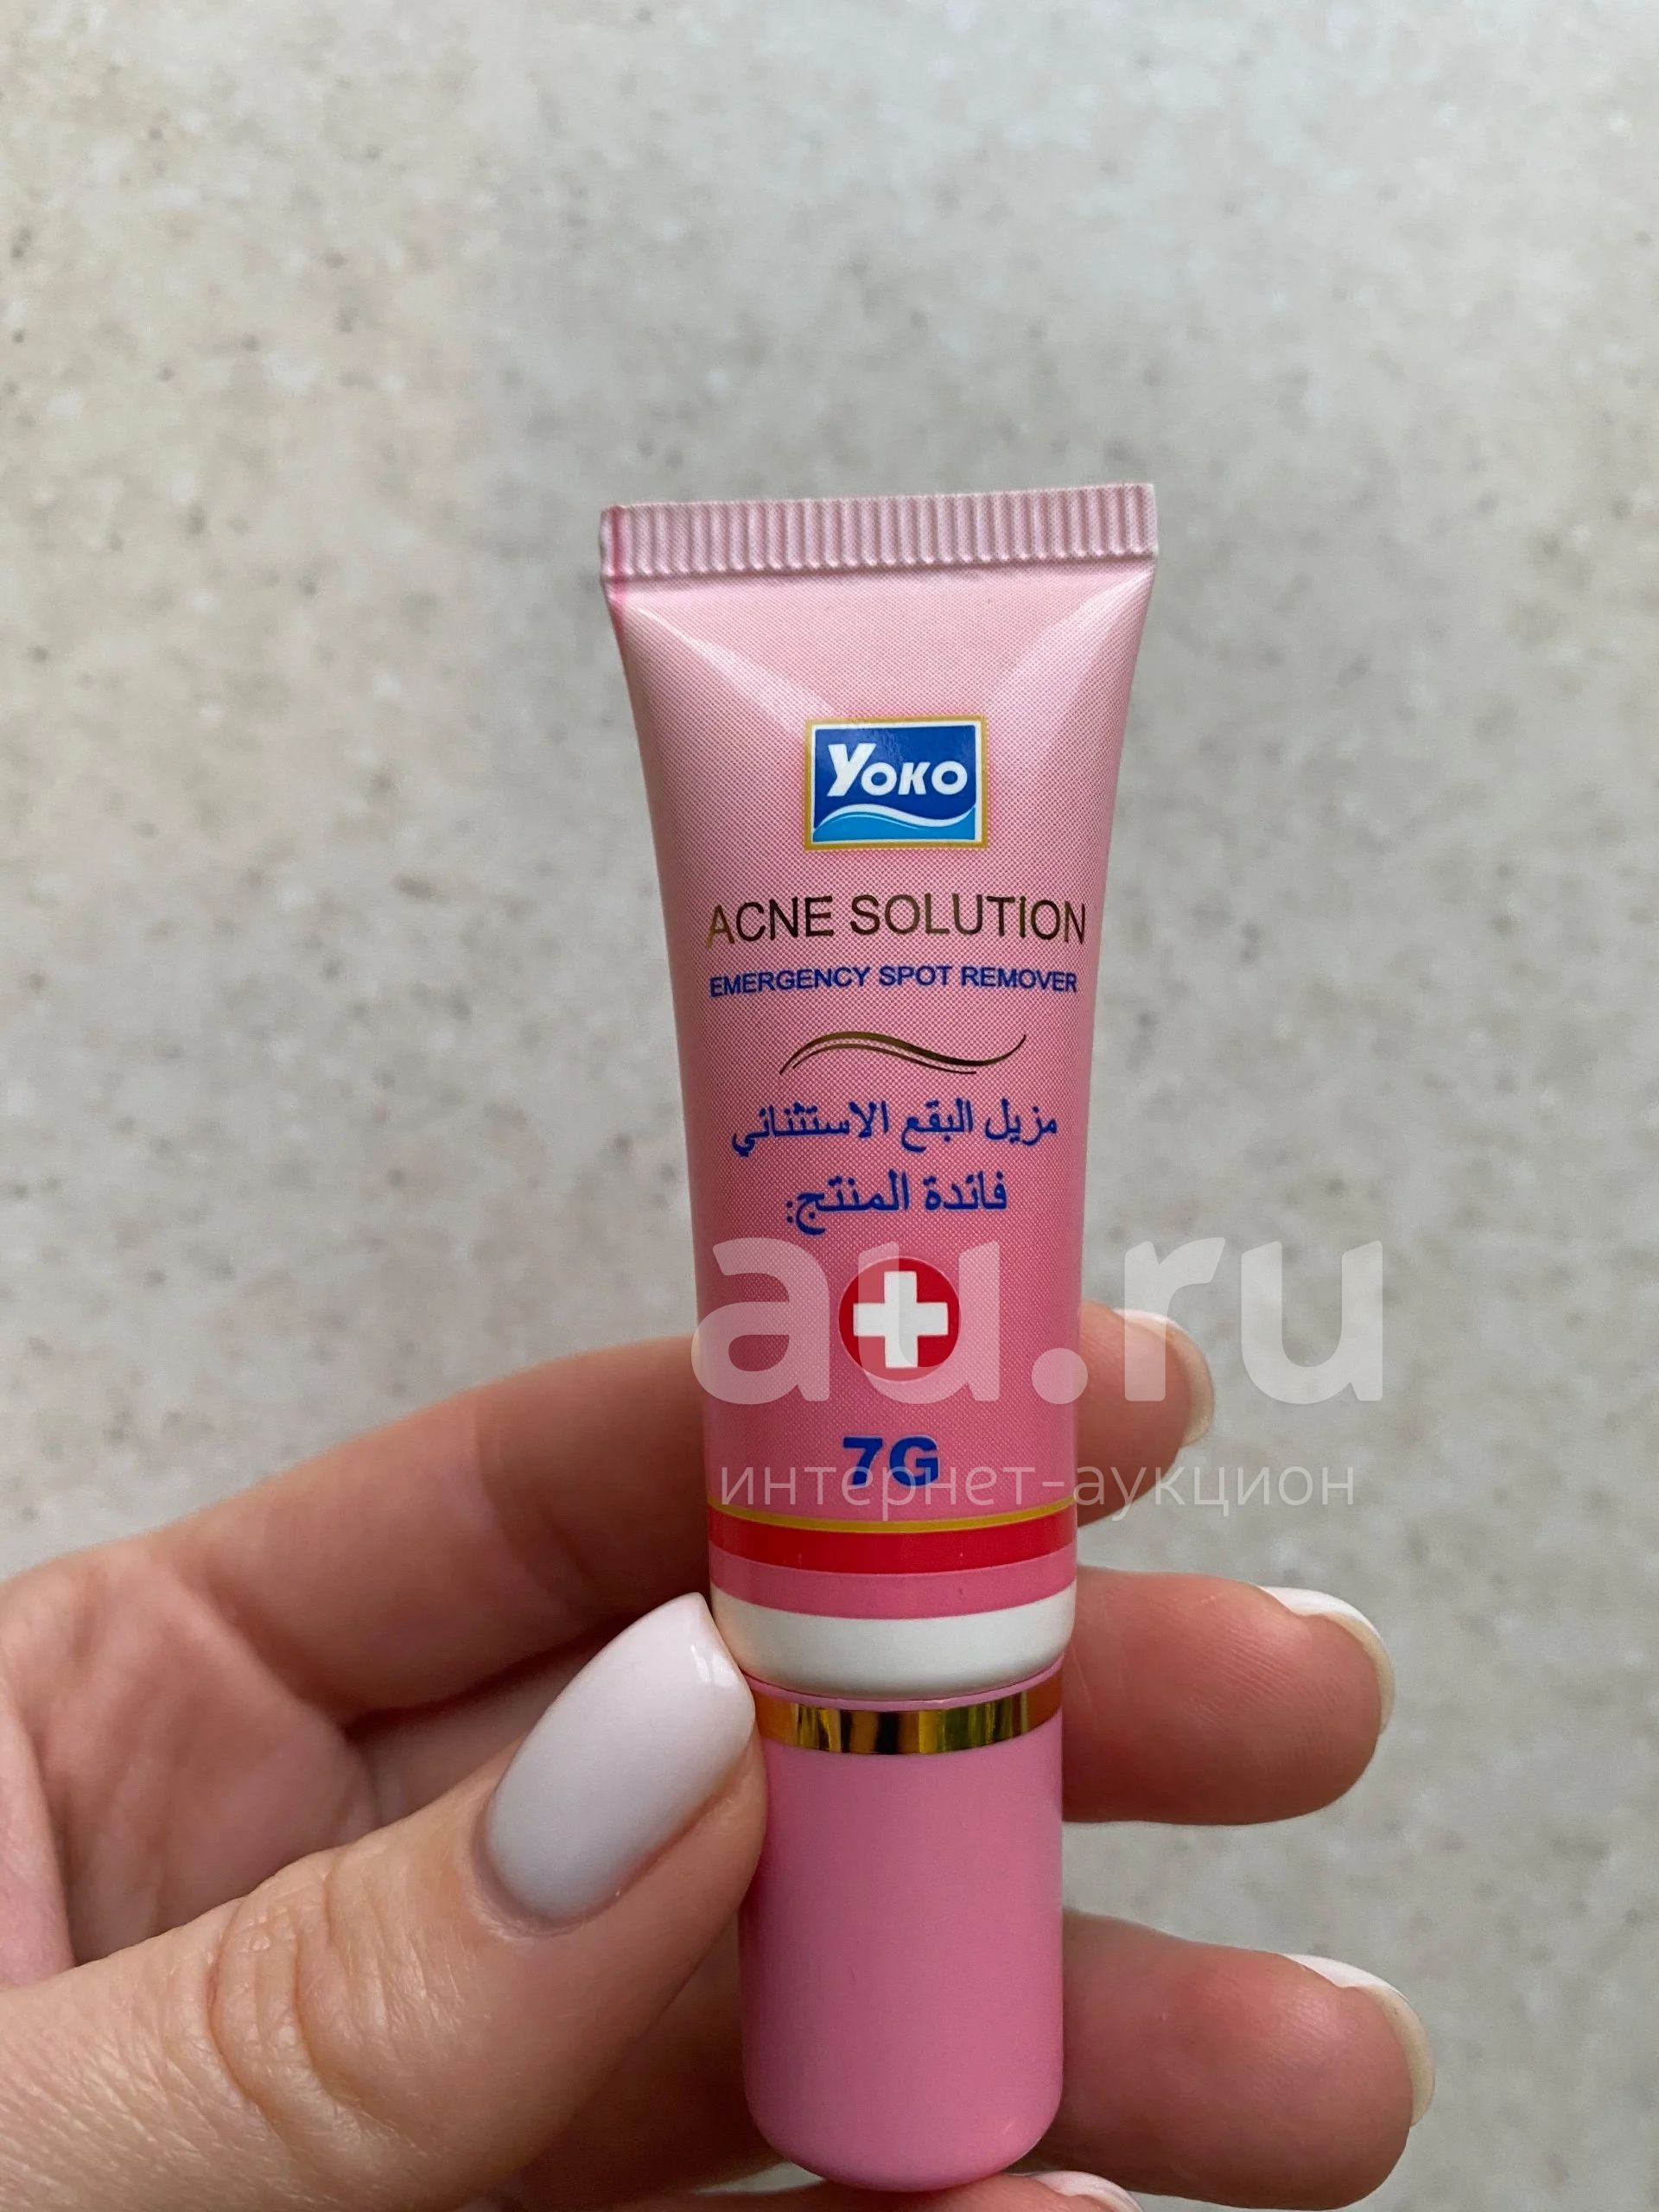 YOKO
ACNE SOLUTION
EMERGENCY SPOT REMOVER
مزيل البقع الاستثنائي
فائدة المنتج:
au.ru
7G
интернет-аукцион